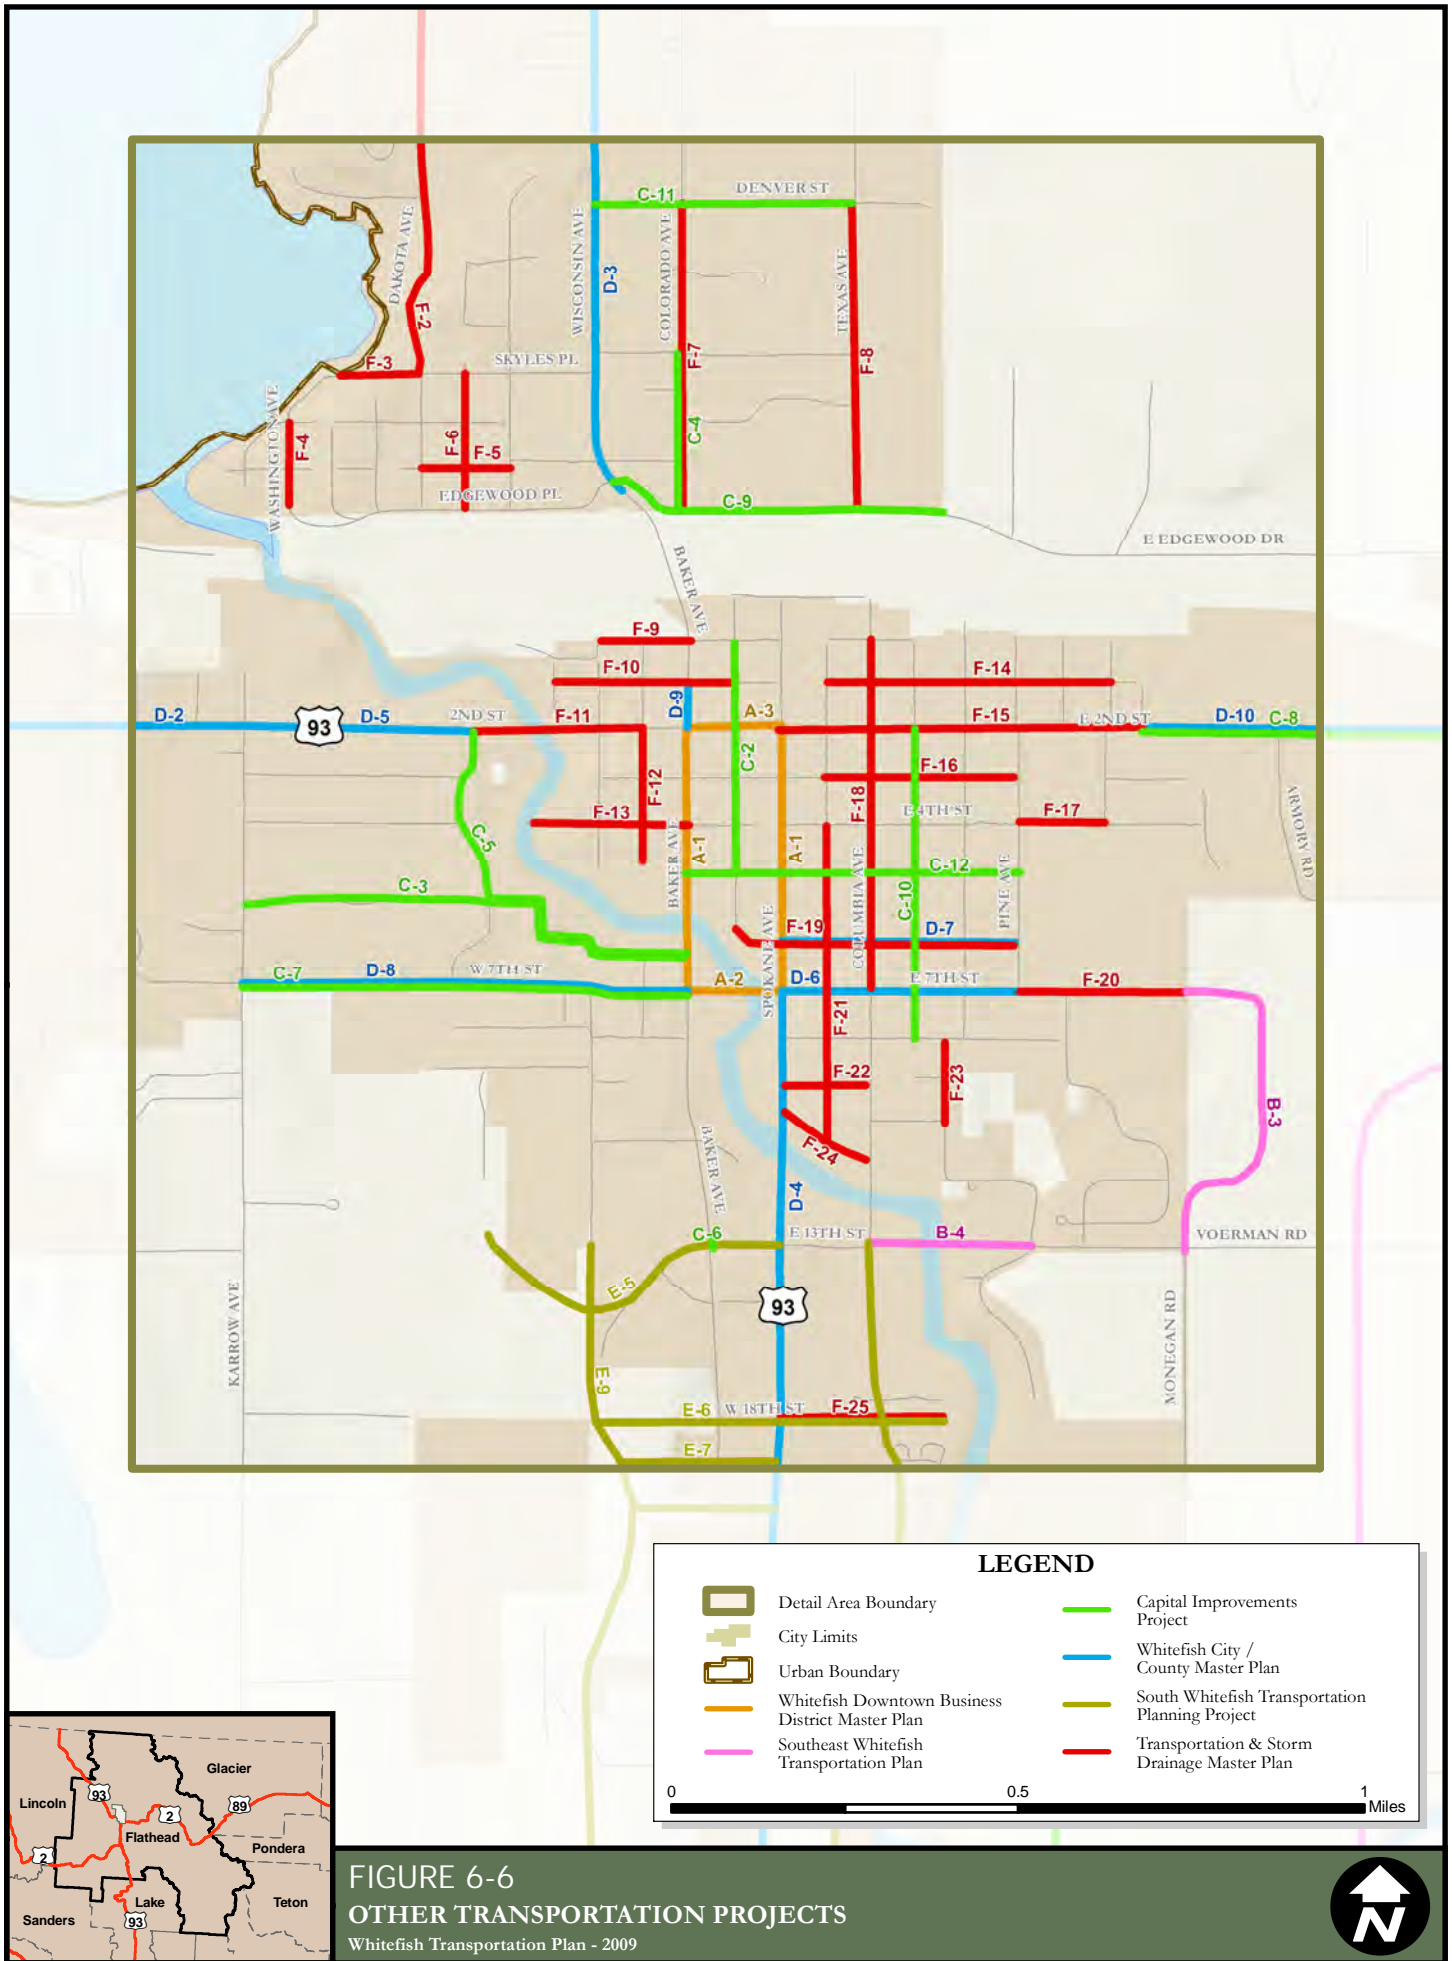 C-11
DENVER ST
DAKOTA AVE
WISCONSIN AVE
COLORADO AVE
TEXAS AVE
D-3
F-2
F-3
SKYLES PL
F-7
F-8
WASHINGTON AVE
F-4
F-6
F-5
C-4
EDGEWOOD PL
C-9
E EDGEWOOD DR
BAKER AVE
F-9
F-10
F-14
D-2
93
D-5
2ND ST
F-11
D-9
A-3
F-15
E 2ND ST
D-10
C-8
C-2
F-12
F-16
F-18
F-13
E 4TH ST
F-17
ARMORY RD
C-5
BAKER AVE
A-1
A-1
COLUMBIA AVE
C-12
PINE AVE
C-3
C-10
F-19
D-7
SPOKANE AVE
C-7
D-8
W 7TH ST
A-2
D-6
E 7TH ST
F-20
F-21
F-22
F-23
B-3
F-24
BAKER AVE
D-4
C-6
E 13TH ST
B-4
VOERMAN RD
E-5
93
KARROW AVE
MONEGAN RD
E-9
E-6
W 18TH ST
F-25
E-7
LEGEND
Detail Area Boundary
City Limits
Urban Boundary
Whitefish Downtown Business
District Master Plan
Southeast Whitefish
Transportation Plan
Capital Improvements
Project
Whitefish City /
County Master Plan
South Whitefish Transportation
Planning Project
Transportation & Storm
Drainage Master Plan
0
0.5
1
Miles
Glacier
Lincoln
93
89
2
Flathead
Pondera
2
Lake
Teton
Sanders
93
FIGURE 6-6
OTHER TRANSPORTATION PROJECTS
Whitefish Transportation Plan - 2009
N